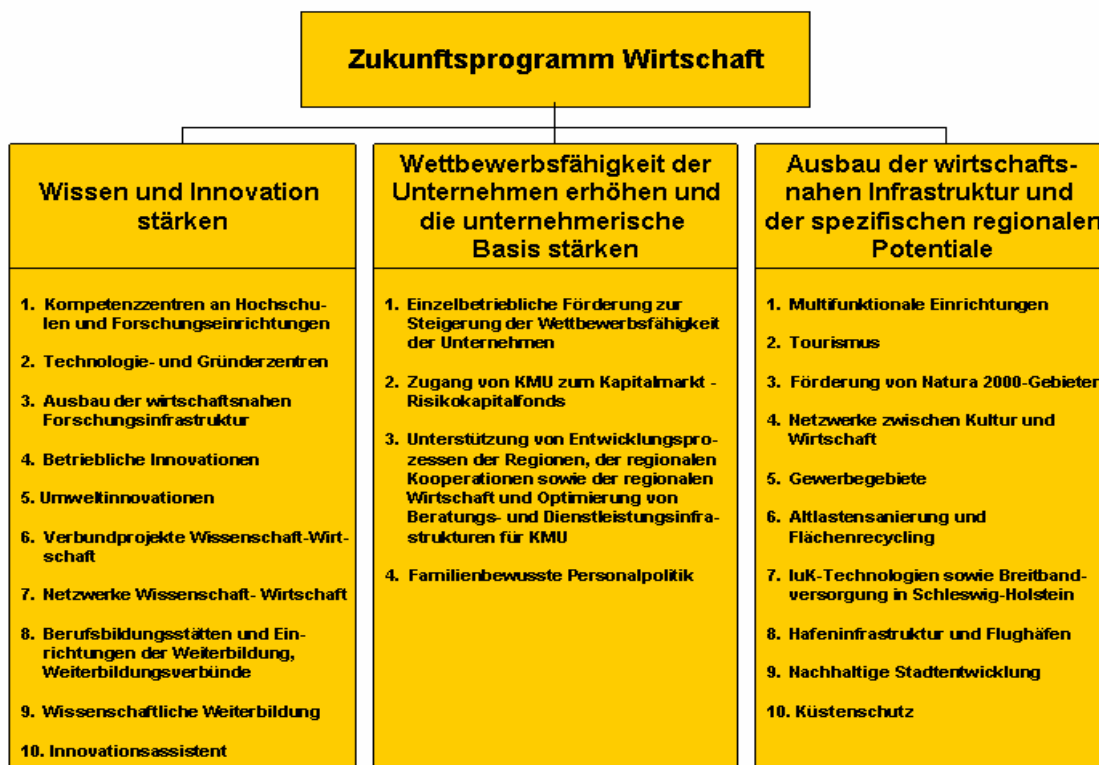 Zukunftsprogramm Wirtschaft
Wissen und Innovation
stärken
1. Kompetenzzentren an Hochschu-
len und Forschungseinrichtungen
2. Technologie- und Gründerzentren
3. Ausbau der wirtschaftsnahen
Forschungsinfrastruktur
4. Betriebliche Innovationen
5. Umweltinnovationen
6. Verbundprojekte Wissenschaft-Wirt-
schaft
7. Netzwerke Wissenschaft- Wirtschaft
8. Berufsbildungsstätten und Ein-
richtungen der Weiterbildung,
Weiterbildungsverbünde
9. Wissenschaftliche Weiterbildung
10. Innovationsassistent
Wettbewerbsfähigkeit der
Unternehmen erhöhen und
die unternehmerische
Basis stärken
1. Einzelbetriebliche Förderung zur
Steigerung der Wettbewerbsfähigkeit
der Unternehmen
2. Zugang von KMU zum Kapitalmarkt -
Risikokapitalfonds
3. Unterstützung von Entwicklungspro-
zessen der Regionen, der regionalen
Kooperationen sowie der regionalen
Wirtschaft und Optimierung von
Beratungs- und Dienstleistungsinfra-
strukturen für KMU
4. Familienbewusste Personalpolitik
Ausbau der wirtschafts-
nahen Infrastruktur und
der spezifischen regionalen
Potentiale
1. Multifunktionale Einrichtungen
2. Tourismus
3. Förderung von Natura 2000-Gebieten
4. Netzwerke zwischen Kultur und
Wirtschaft
5. Gewerbegebiete
6. Altlastensanierung und
Flächenrecycling
7. IuK-Technologien sowie Breitband-
versorgung in Schleswig-Holstein
8. Hafeninfrastruktur und Flughäfen
9. Nachhaltige Stadtentwicklung
10. Küstenschutz